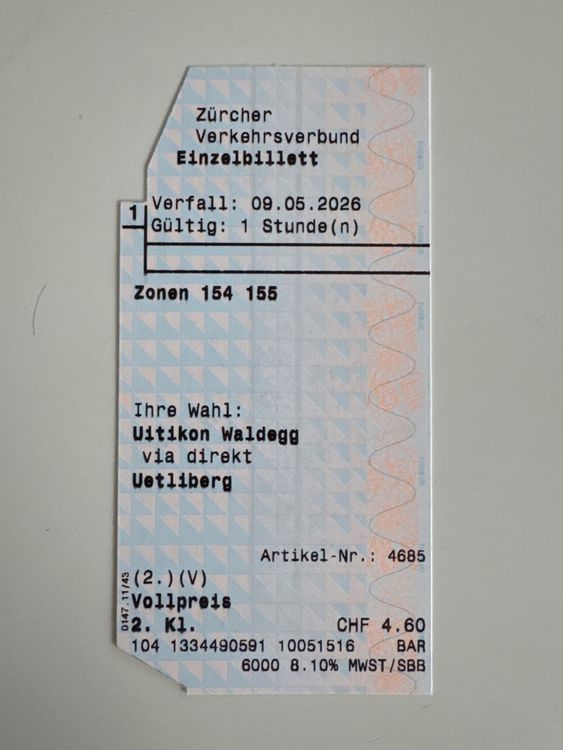 Zürcher
Verkehrsverbund
Einzelbillett
Verfall: 09.05.2026
1
Gültig: 1 Stunde(n)
Zonen 154 155
Ihre Wahl:
Uitikon Waldegg
via direkt
Uetliberg
Artikel-Nr.: 4685
(2.)(V)
0147.11/43
Vollpreis
2. Kl. CHF 4.60
104 1334490591 10051516 BAR
6000 8.10% MWST/SBB